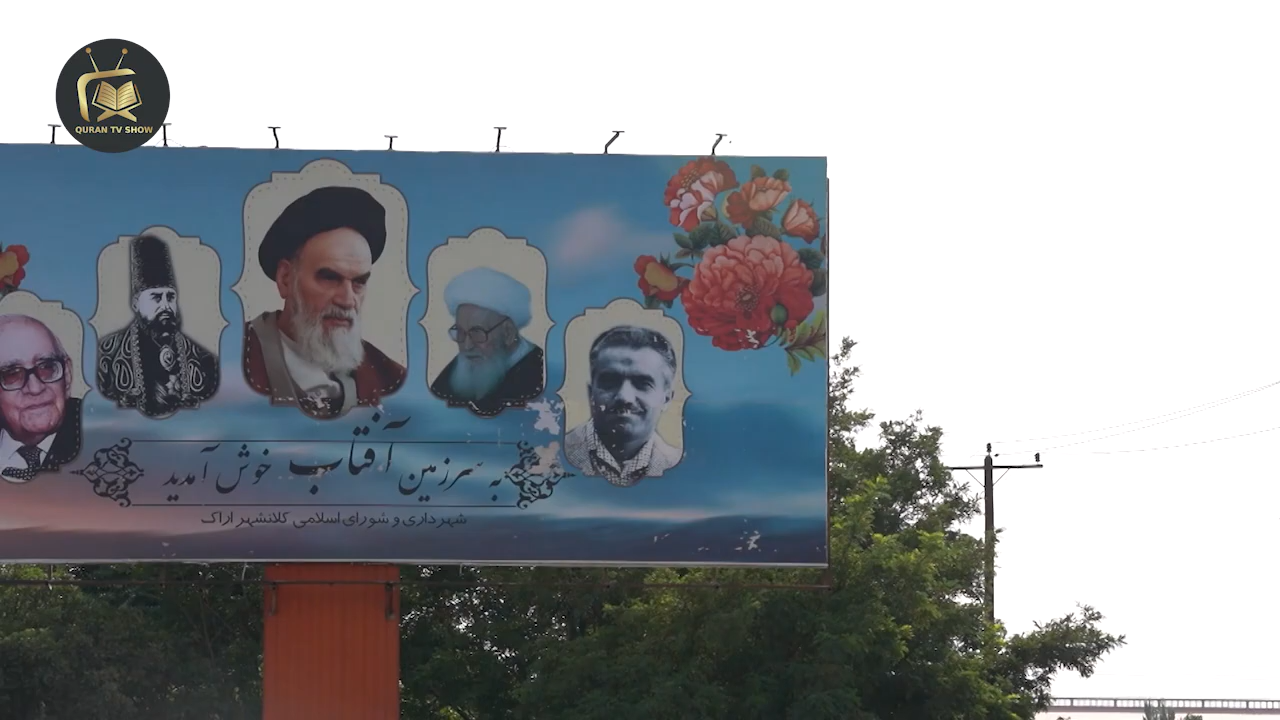 QURAN TV SHOW
به سرزمین آفتاب خوش آمدید
شهرداری و شورای اسلامی کلانشهر اراک